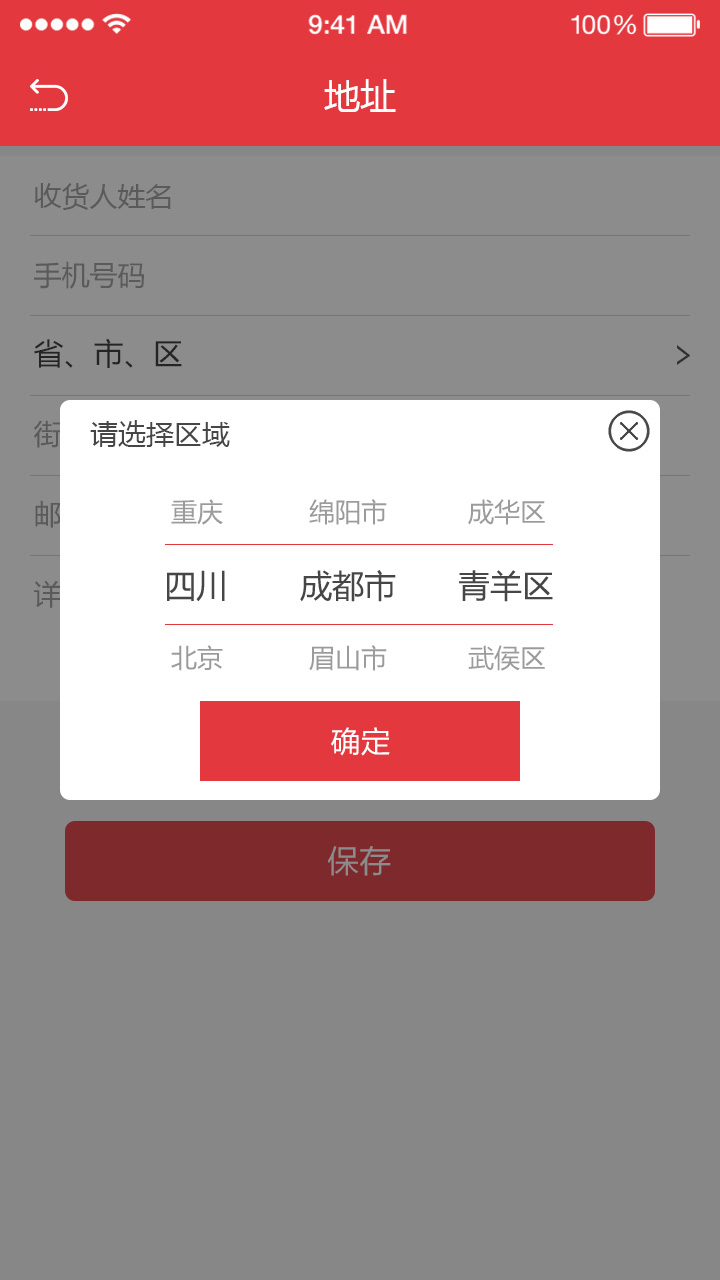 9:41 AM 100%
地址
收货人姓名
手机号码
省、市、区
街
请选择区域
邮
重庆 绵阳市 成华区
四川 成都市 青羊区
详
北京 眉山市 武侯区
确定
保存